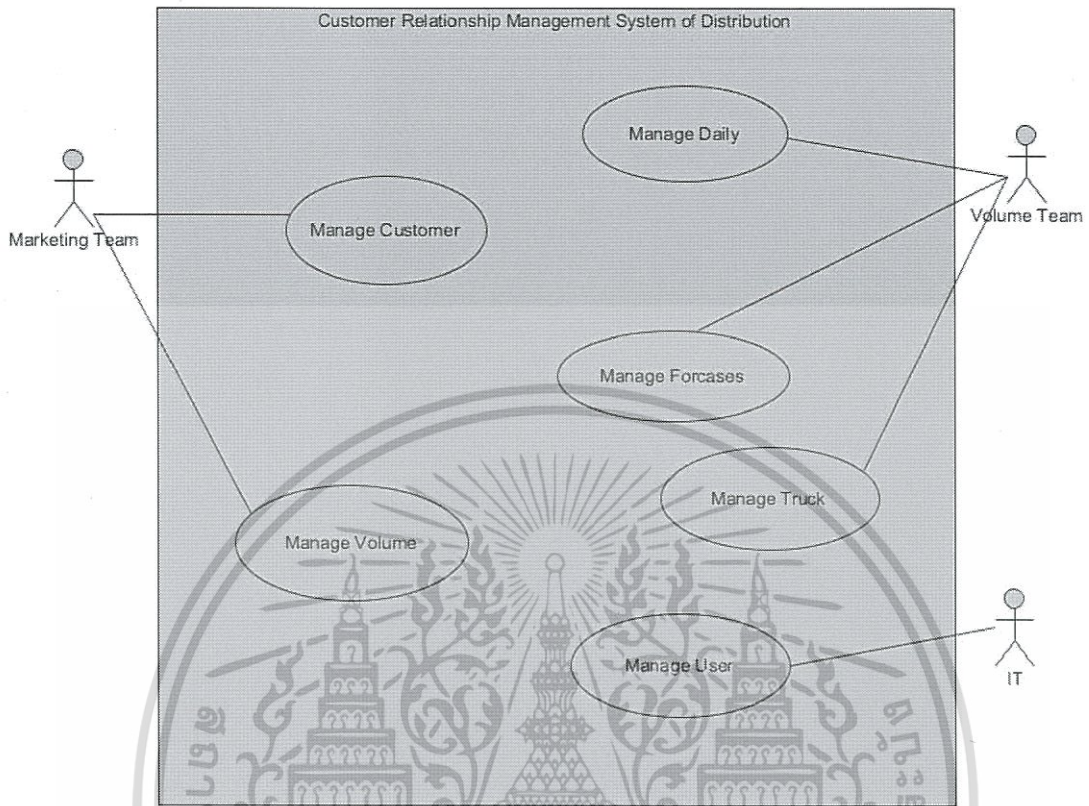 Customer Relationship Management System of Distribution
Manage Daily
Marketing Team
Manage Customer
Volume Team
Manage Forcases
Manage Truck
Manage Volume
Manage User
IT